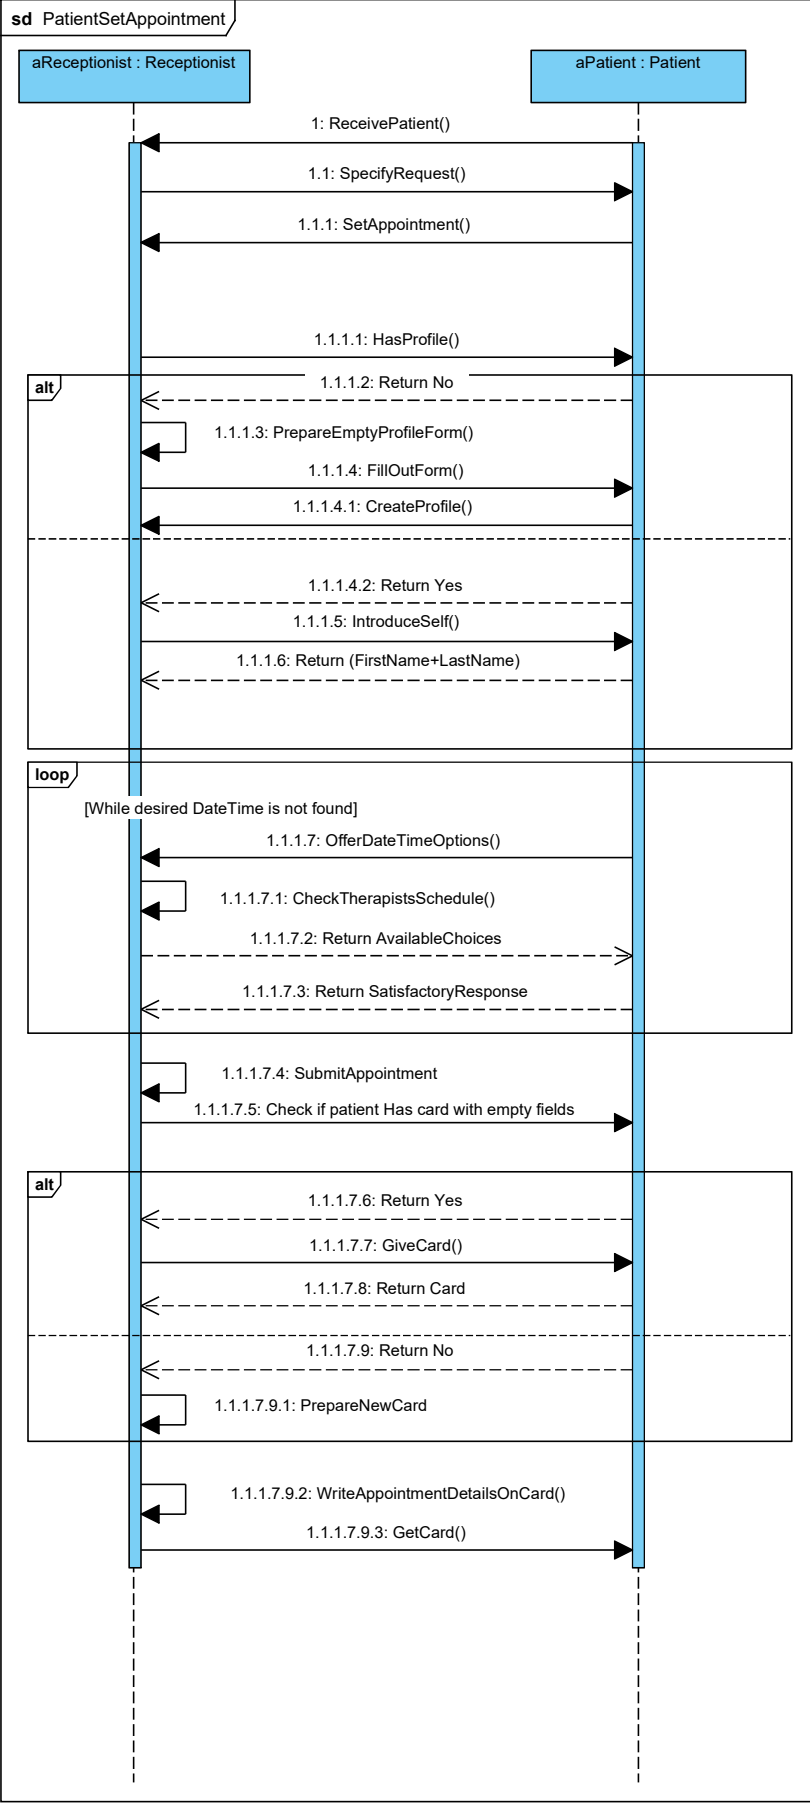 sd PatientSetAppointment
aReceptionist : Receptionist
aPatient : Patient
1: ReceivePatient()
1.1: SpecifyRequest()
1.1.1: SetAppointment()
1.1.1.1: HasProfile()
alt
1.1.1.2: Return No
1.1.1.3: PrepareEmptyProfileForm()
1.1.1.4: FillOutForm()
1.1.1.4.1: CreateProfile()
1.1.1.4.2: Return Yes
1.1.1.5: IntroduceSelf()
1.1.1.6: Return (FirstName+LastName)
loop
[While desired DateTime is not found]
1.1.1.7: OfferDateTimeOptions()
1.1.1.7.1: CheckTherapistsSchedule()
1.1.1.7.2: Return AvailableChoices
1.1.1.7.3: Return SatisfactoryResponse
1.1.1.7.4: SubmitAppointment
1.1.1.7.5: Check if patient Has card with empty fields
alt
1.1.1.7.6: Return Yes
1.1.1.7.7: GiveCard()
1.1.1.7.8: Return Card
1.1.1.7.9: Return No
1.1.1.7.9.1: PrepareNewCard
1.1.1.7.9.2: WriteAppointmentDetailsOnCard()
1.1.1.7.9.3: GetCard()